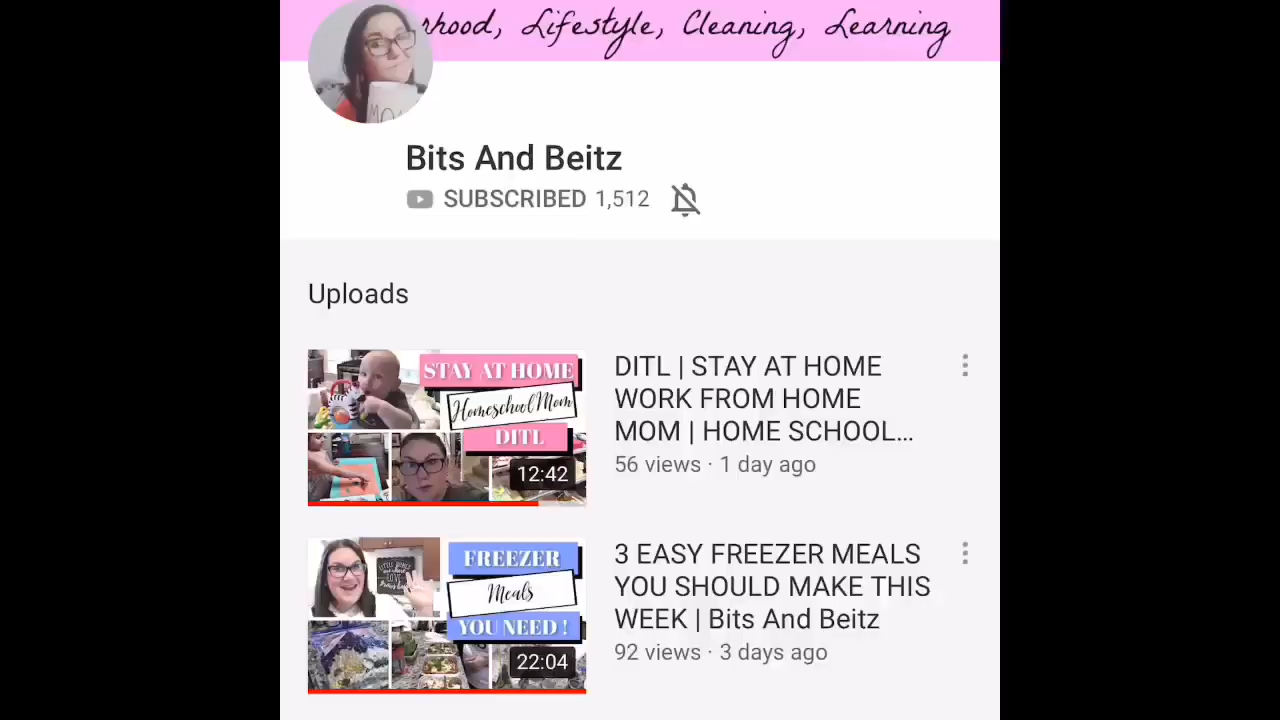 rhood, Lifestyle, Cleaning, Learning
MO
Bits And Beitz
SUBSCRIBED 1,512
Uploads
STAY AT HOME
Homeschool Mom
DITL
12:42
DITL | STAY AT HOME
WORK FROM HOME
MOM | HOME SCHOOL...
56 views · 1 day ago
FREEZER
Meals
YOU NEED !
22:04
3 EASY FREEZER MEALS
YOU SHOULD MAKE THIS
WEEK | Bits And Beitz
92 views · 3 days ago